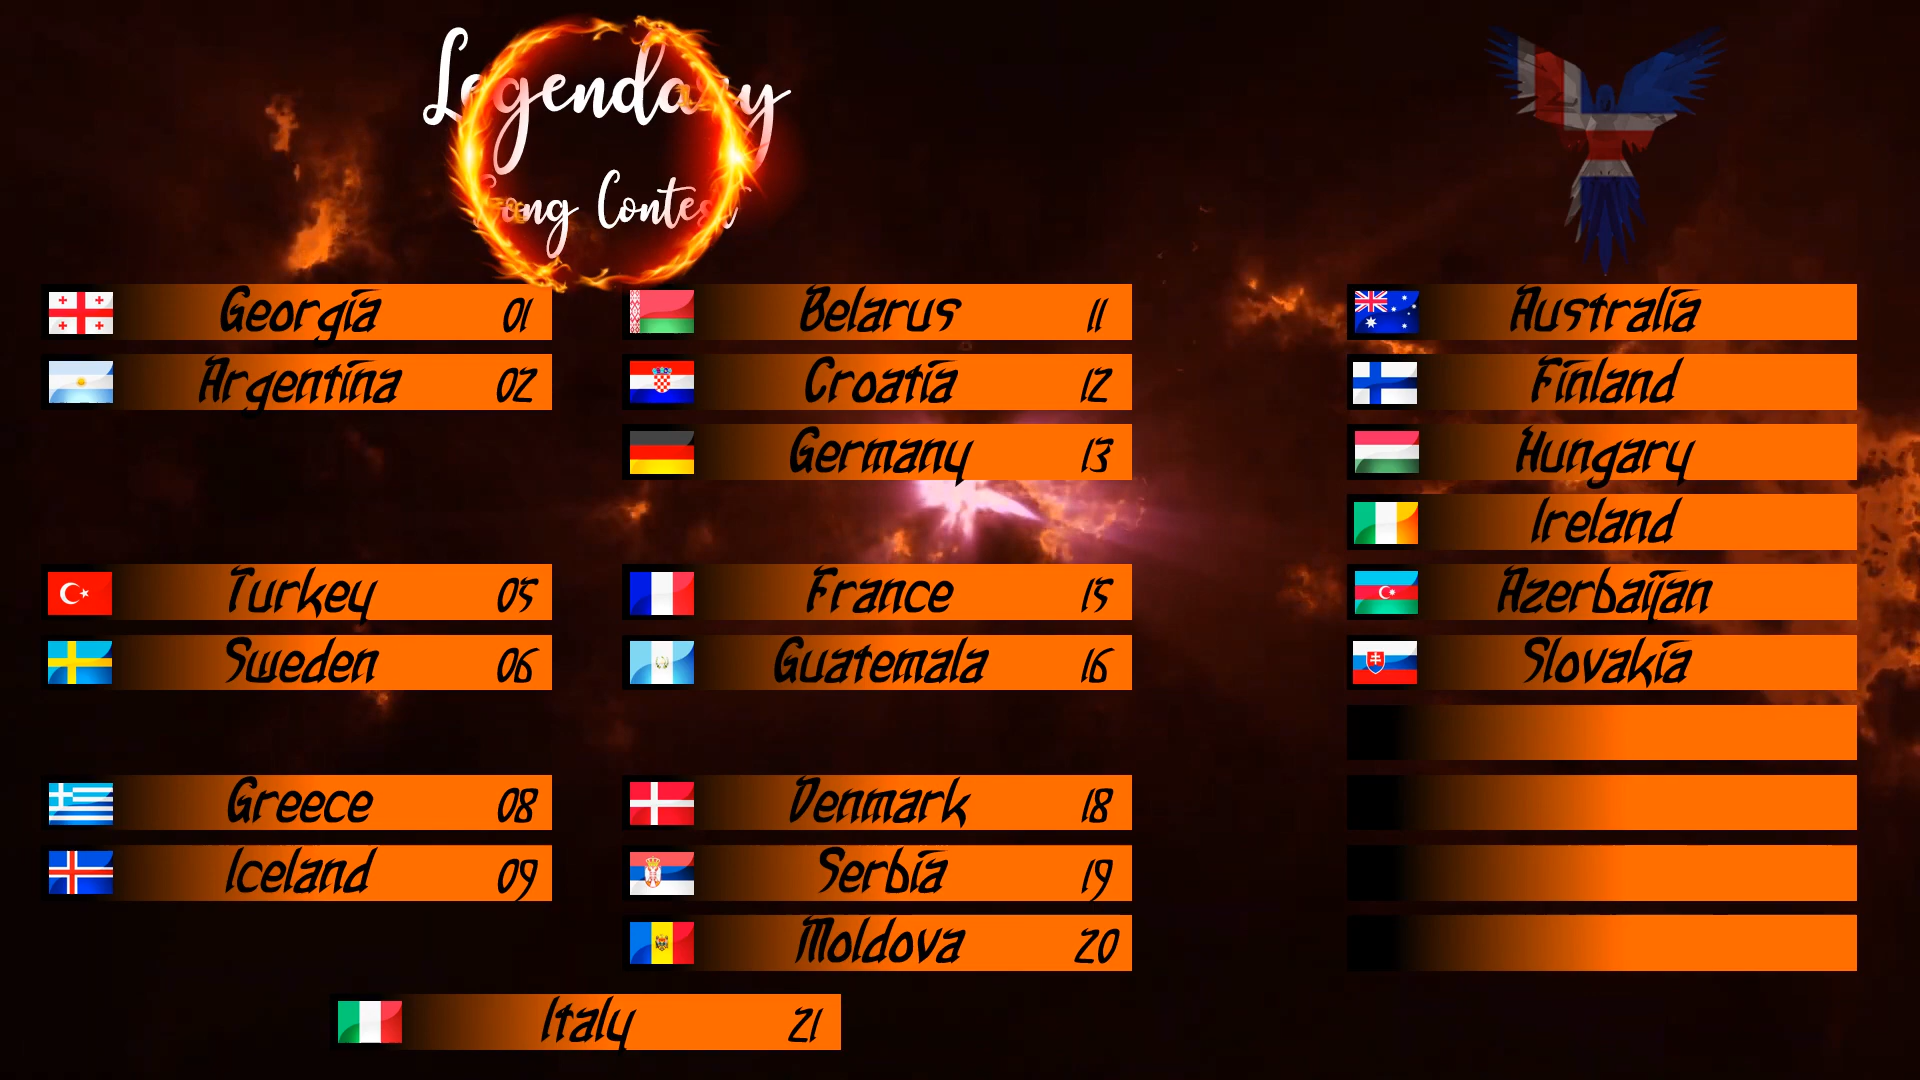 Legendary
Song Contest
Georgia 01
Argentina 02
Turkey 05
Sweden 06
Greece 08
Iceland 09
Belarus 11
Croatia 12
Germany 13
France 15
Guatemala 16
Denmark 18
Serbia 19
Moldova 20
Italy 21
Australia
Finland
Hungary
Ireland
Azerbaijan
Slovakia